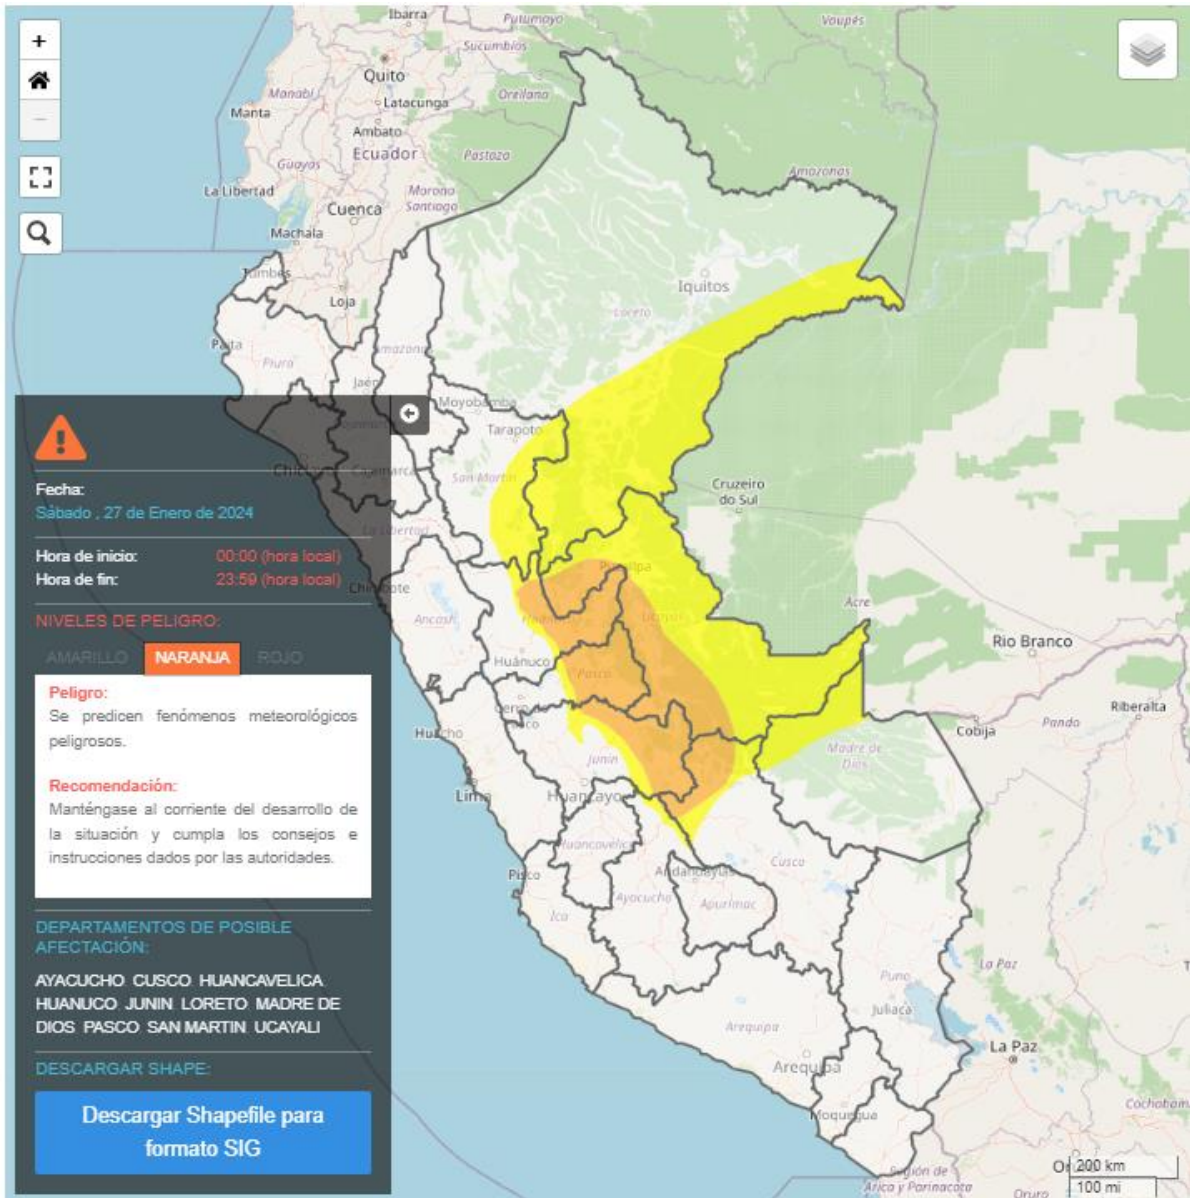 Ibarra
Putumayo
Vaupés
Sucumbíos
Quito
Orellana
Manabí
Latacunga
Manta
Ambato
Ecuador
Pastaza
Guayas
Amazonas
La Libertad
Morona
Santiago
Cuenca
Machala
Tumbes
Iquitos
Loja
Loreto
Paita
Piura
Amazonas
Jaén
Moyobamba
Tarapoto
Cajamarca
San Martín
Cruzeiro
do Sul
La Libertad
Fecha:
Sábado , 27 de Enero de 2024
Hora de inicio: 00:00 (hora local)
Hora de fin: 23:59 (hora local)
NIVELES DE PELIGRO:
AMARILLO NARANJA ROJO
Peligro:
Se predicen fenómenos meteorológicos
peligrosos.
Recomendación:
Manténgase al corriente del desarrollo de
la situación y cumpla los consejos e
instrucciones dados por las autoridades.
DEPARTAMENTOS DE POSIBLE
AFECTACIÓN:
AYACUCHO CUSCO HUANCAVELICA
HUANUCO JUNIN LORETO MADRE DE
DIOS PASCO SAN MARTIN UCAYALI
DESCARGAR SHAPE:
Descargar Shapefile para
formato SIG
Ancash
Acre
Rio Branco
Huánuco
Pasco
Riberalta
Pando
Cobija
Huacho
Madre de
Dios
Junín
Lima
Huancayo
Huancavelica
Cusco
Pisco
Andahuaylas
Ayacucho
Apurímac
Ica
La Paz
Puno
Juliaca
Arequipa
La Paz
Arequipa
Moquegua
Cochabam
200 km
100 mi
Región de
Arica y Parinacota
Oruro